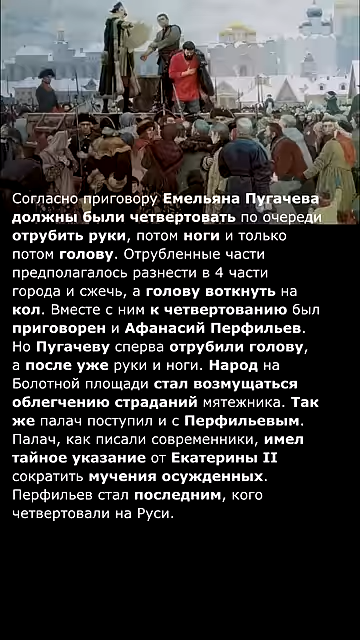 Согласно приговору Емельяна Пугачева
должны были четвертовать по очереди
отрубить руки, потом ноги и только
потом голову. Отрубленные части
предполагалось разнести в 4 части
города и сжечь, а голову воткнуть на
кол. Вместе с ним к четвертованию был
приговорен и Афанасий Перфильев.
Но Пугачеву сперва отрубили голову,
а после уже руки и ноги. Народ на
Болотной площади стал возмущаться
облегчению страданий мятежника. Так
же палач поступил и с Перфильевым.
Палач, как писали современники, имел
тайное указание от Екатерины II
сократить мучения осужденных.
Перфильев стал последним, кого
четвертовали на Руси.